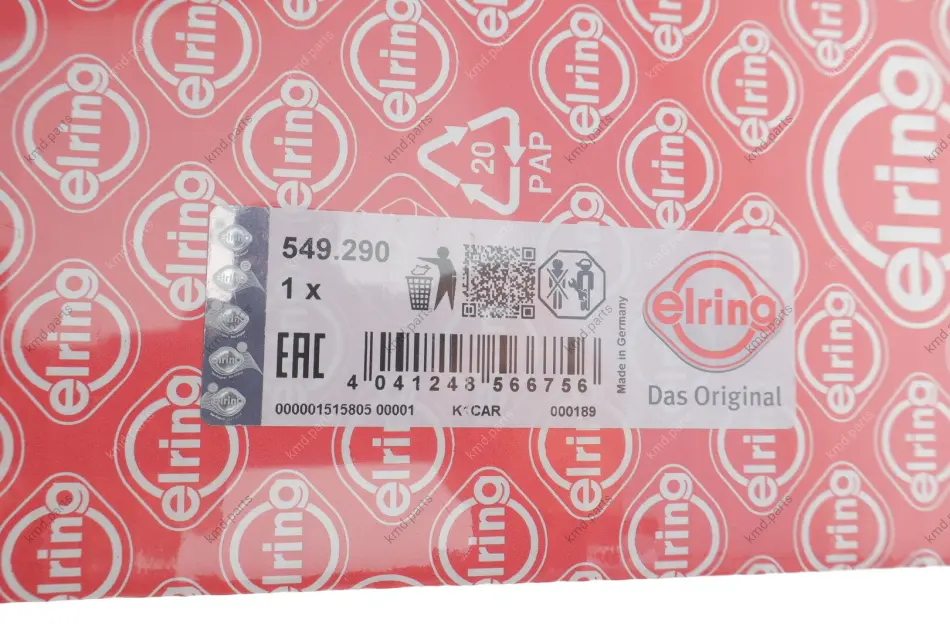 549.290
1 x
EAC
4 041248 566756
000001515805 00001
000189
Made in Germany
elring
Das Original
20
PAP
elring
kmd.parts